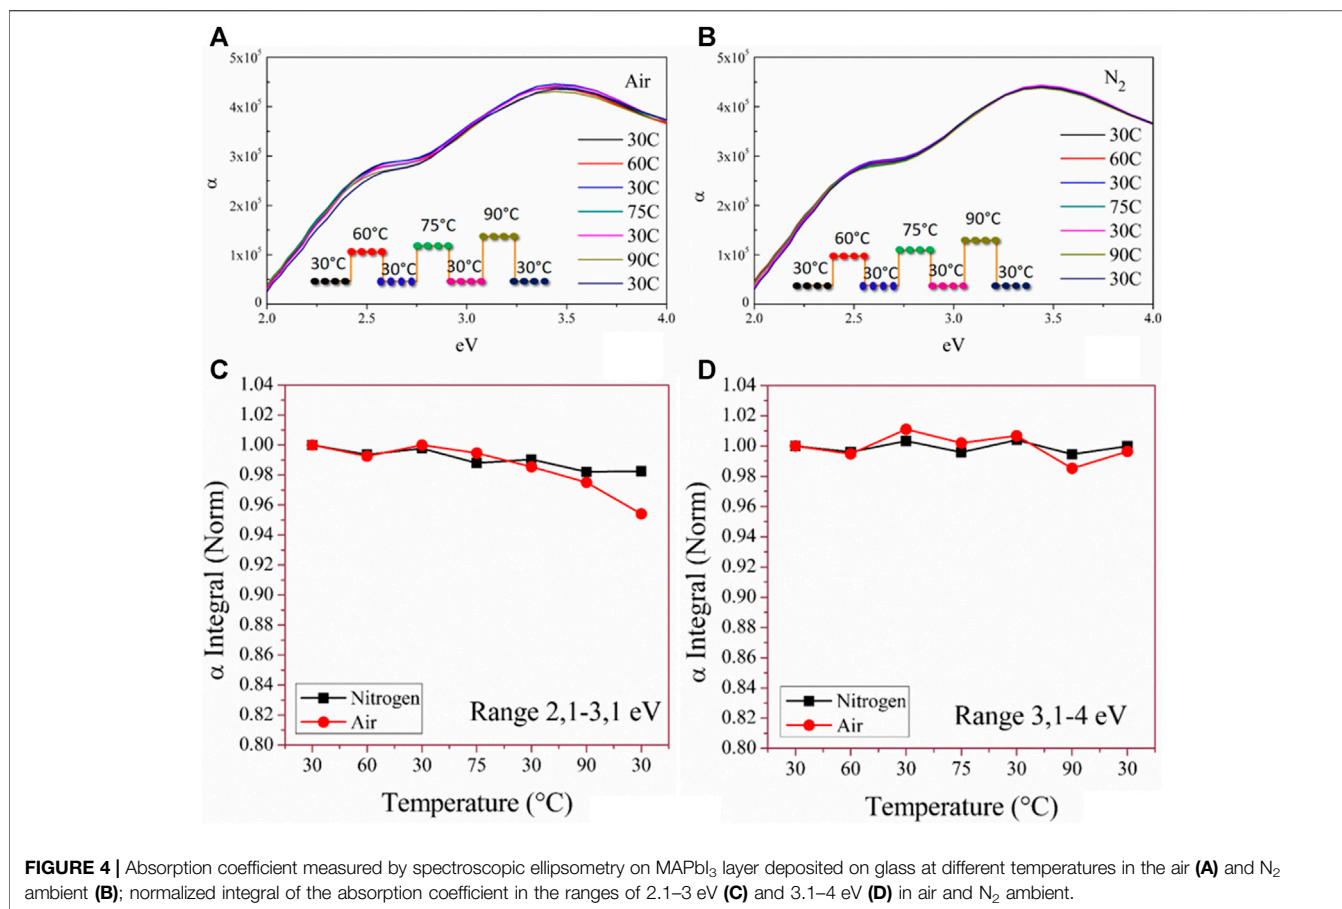 A
5x10⁵
4x10⁵
3x10⁵
2x10⁵
1x10⁵
0
α
Air
30C
60C
30C
75C
30C
90C
30C
30°C
60°C
30°C
75°C
30°C
90°C
30°C
2.0
2.5
3.0
3.5
4.0
eV
B
5x10⁵
4x10⁵
3x10⁵
2x10⁵
1x10⁵
0
α
N₂
30C
60C
30C
75C
30C
90C
30C
30°C
60°C
30°C
75°C
30°C
90°C
30°C
2.0
2.5
3.0
3.5
4.0
eV
C
1.04
1.02
1.00
0.98
0.96
0.94
0.92
0.90
0.88
0.86
0.84
0.82
0.80
α Integral (Norm)
Nitrogen
Air
Range 2,1-3,1 eV
30
60
30
75
30
90
30
Temperature (°C)
D
1.04
1.02
1.00
0.98
0.96
0.94
0.92
0.90
0.88
0.86
0.84
0.82
0.80
α Integral (Norm)
Nitrogen
Air
Range 3,1-4 eV
30
60
30
75
30
90
30
Temperature (°C)
FIGURE 4 | Absorption coefficient measured by spectroscopic ellipsometry on MAPbI₃ layer deposited on glass at different temperatures in the air (A) and N₂
ambient (B); normalized integral of the absorption coefficient in the ranges of 2.1–3 eV (C) and 3.1–4 eV (D) in air and N₂ ambient.